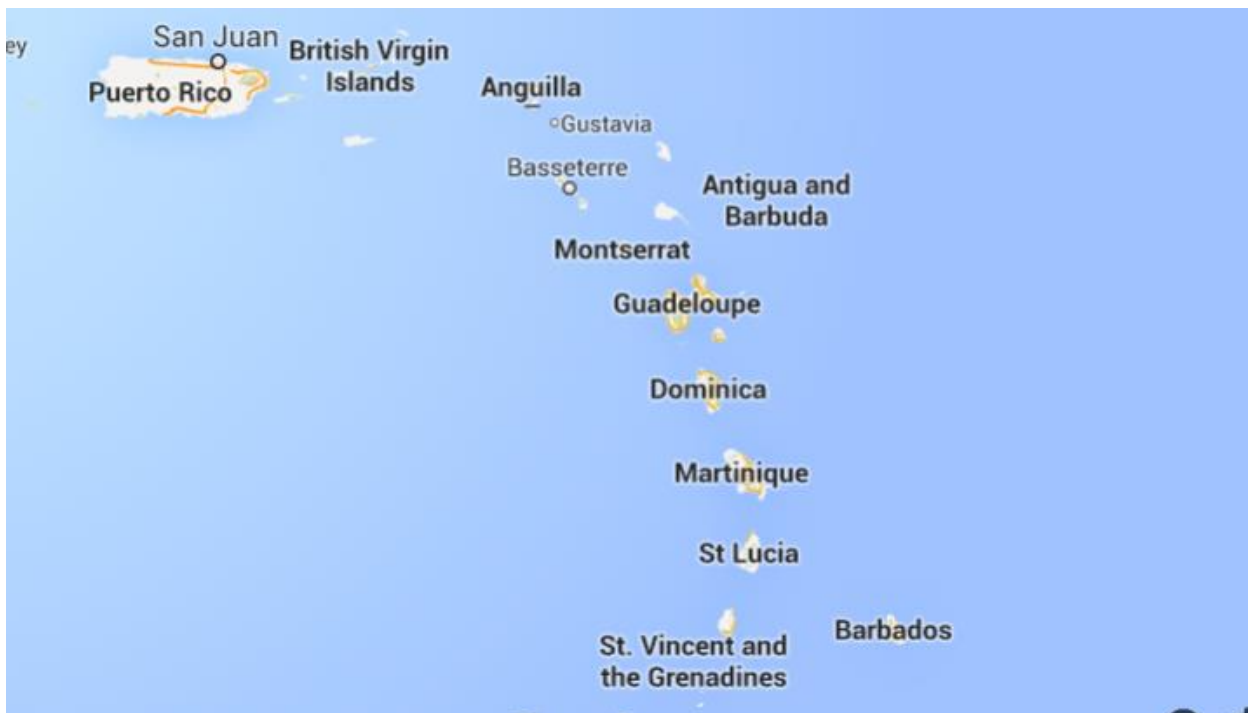 San Juan
ey
British Virgin
Islands
Puerto Rico
Anguilla
Gustavia
Basseterre
Antigua and
Barbuda
Montserrat
Guadeloupe
Dominica
Martinique
St Lucia
Barbados
St. Vincent and
the Grenadines